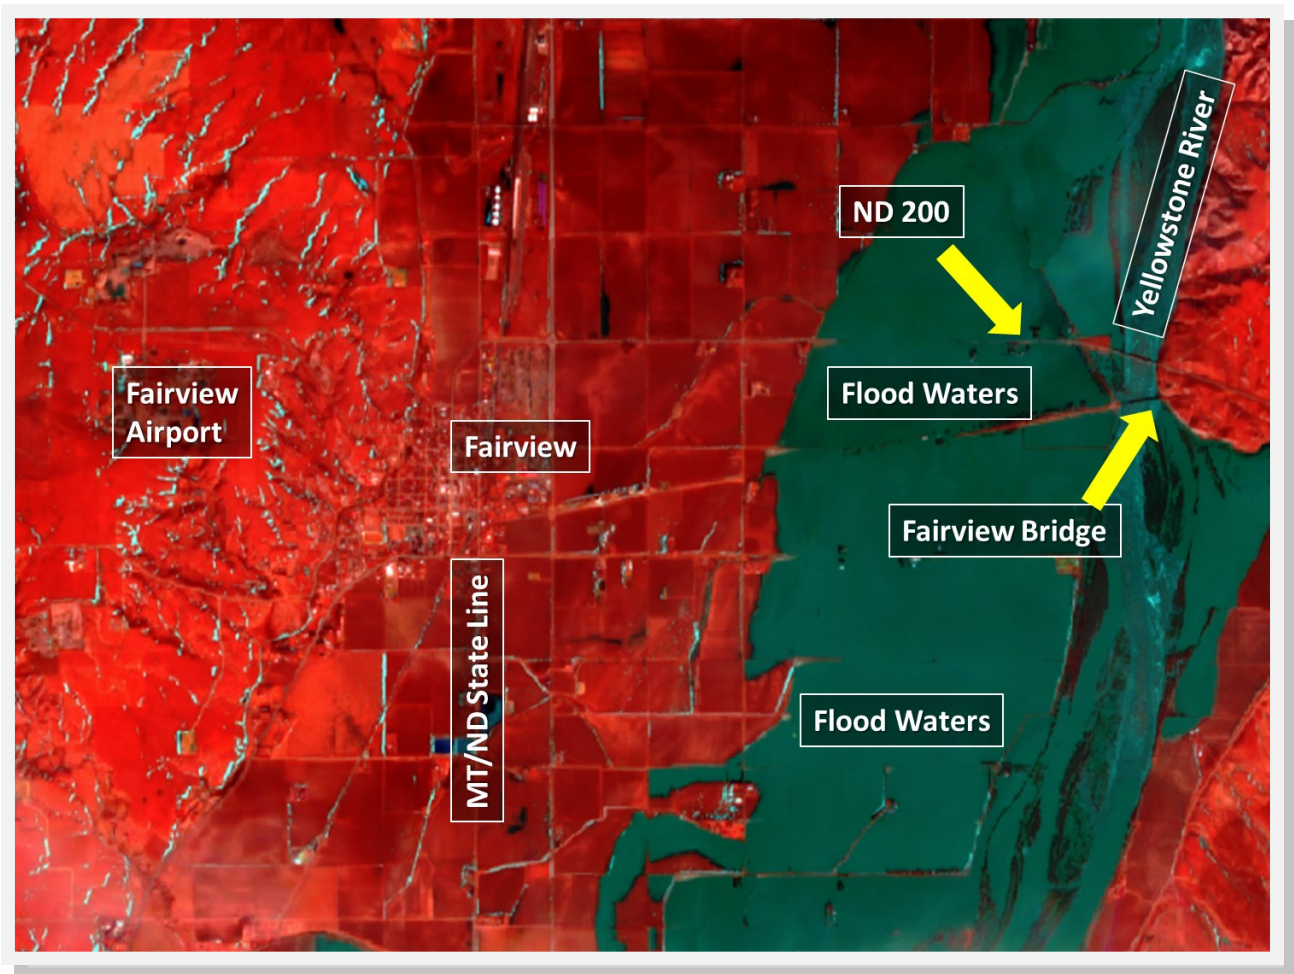 Yellowstone River
ND 200
Fairview
Airport
Flood Waters
Fairview
Fairview Bridge
MT/ND State Line
Flood Waters